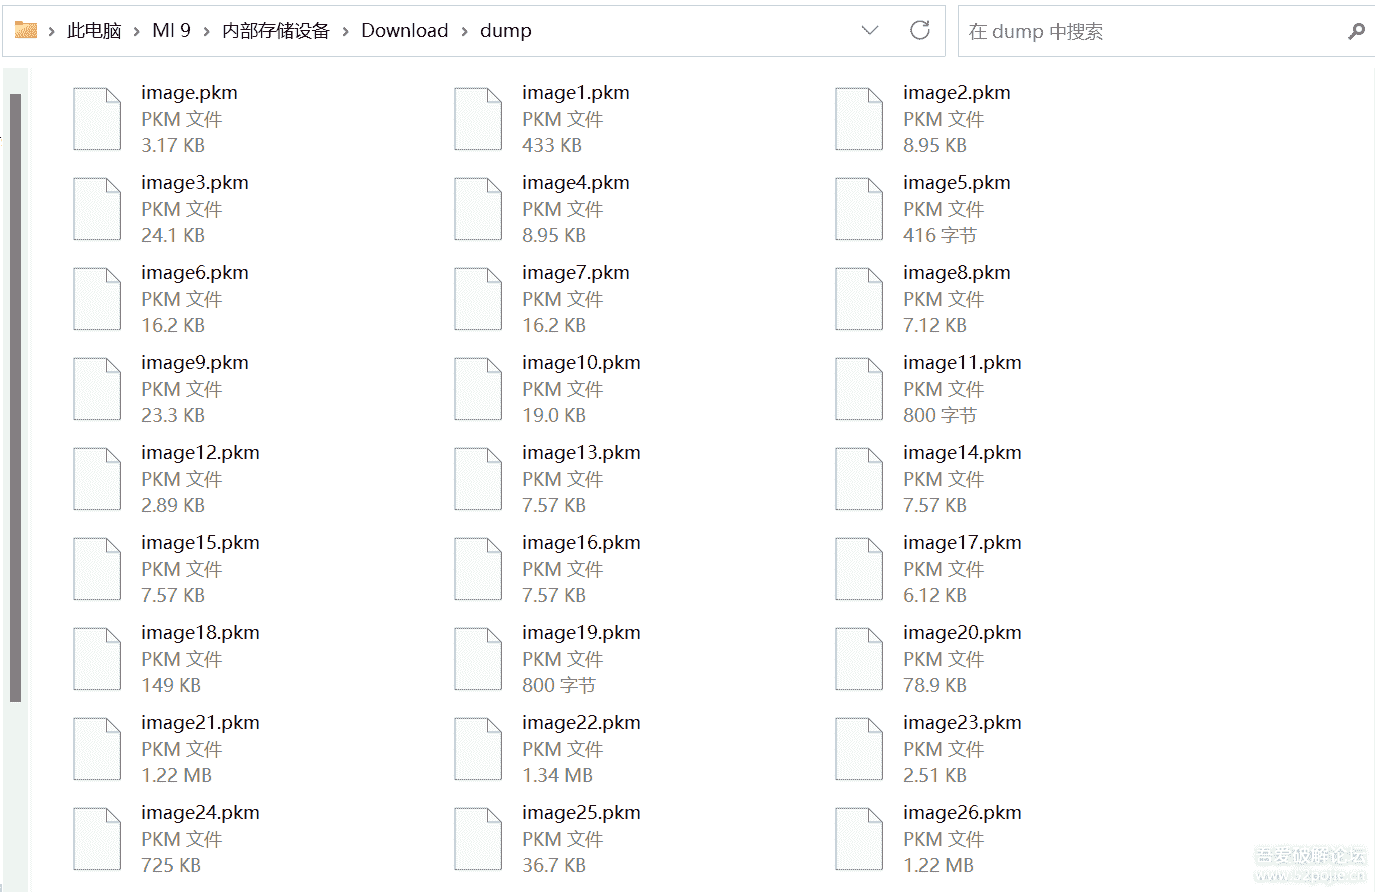 此电脑 › MI 9 › 内部存储设备 › Download › dump
在 dump 中搜索
image.pkm
PKM 文件
3.17 KB
image1.pkm
PKM 文件
433 KB
image2.pkm
PKM 文件
8.95 KB
image3.pkm
PKM 文件
24.1 KB
image4.pkm
PKM 文件
8.95 KB
image5.pkm
PKM 文件
416 字节
image6.pkm
PKM 文件
16.2 KB
image7.pkm
PKM 文件
16.2 KB
image8.pkm
PKM 文件
7.12 KB
image9.pkm
PKM 文件
23.3 KB
image10.pkm
PKM 文件
19.0 KB
image11.pkm
PKM 文件
800 字节
image12.pkm
PKM 文件
2.89 KB
image13.pkm
PKM 文件
7.57 KB
image14.pkm
PKM 文件
7.57 KB
image15.pkm
PKM 文件
7.57 KB
image16.pkm
PKM 文件
7.57 KB
image17.pkm
PKM 文件
6.12 KB
image18.pkm
PKM 文件
149 KB
image19.pkm
PKM 文件
800 字节
image20.pkm
PKM 文件
78.9 KB
image21.pkm
PKM 文件
1.22 MB
image22.pkm
PKM 文件
1.34 MB
image23.pkm
PKM 文件
2.51 KB
image24.pkm
PKM 文件
725 KB
image25.pkm
PKM 文件
36.7 KB
image26.pkm
PKM 文件
1.22 MB
吾爱破解论坛
www.52pojie.cn